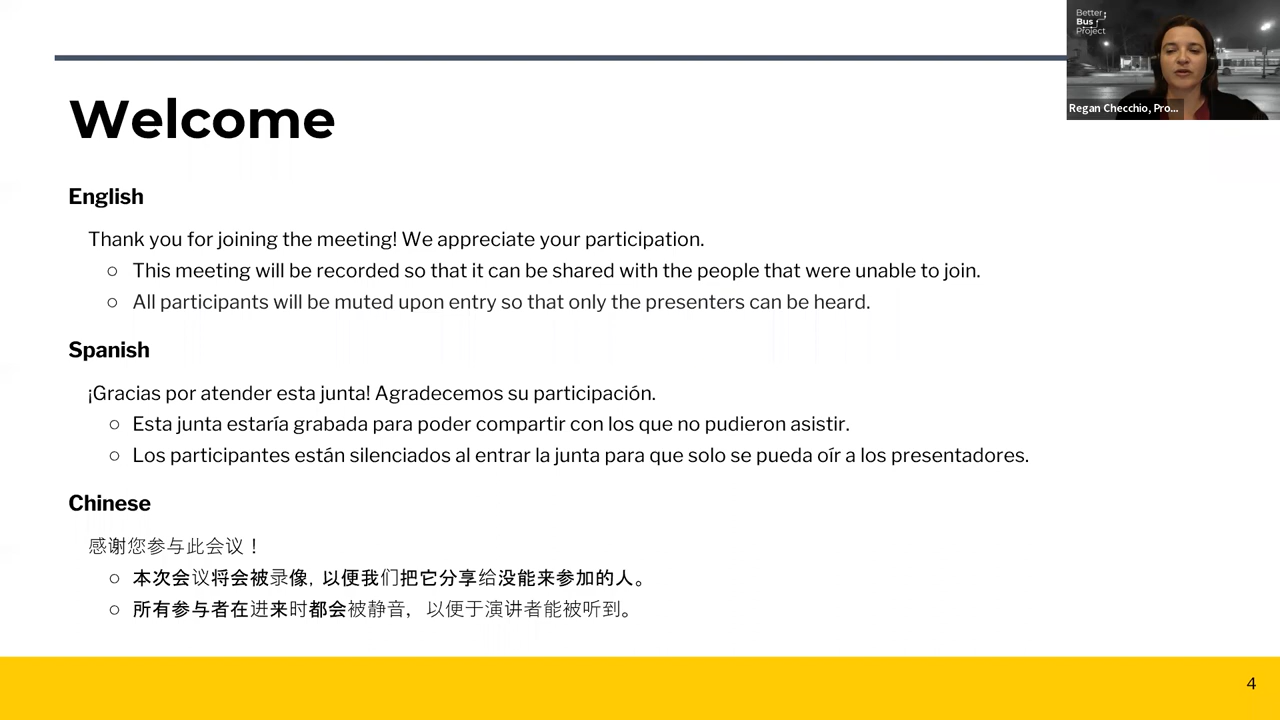 Better
Bus
Project
Regan Checchio, Pro...
Welcome
English
Thank you for joining the meeting! We appreciate your participation.
○ This meeting will be recorded so that it can be shared with the people that were unable to join.
○ All participants will be muted upon entry so that only the presenters can be heard.
Spanish
¡Gracias por atender esta junta! Agradecemos su participación.
○ Esta junta estaría grabada para poder compartir con los que no pudieron asistir.
○ Los participantes están silenciados al entrar la junta para que solo se pueda oír a los presentadores.
Chinese
感谢您参与此会议！
○ 本次会议将会被录像, 以便我们把它分享给没能来参加的人。
○ 所有参与者在进来时都会被静音，以便于演讲者能被听到。
4